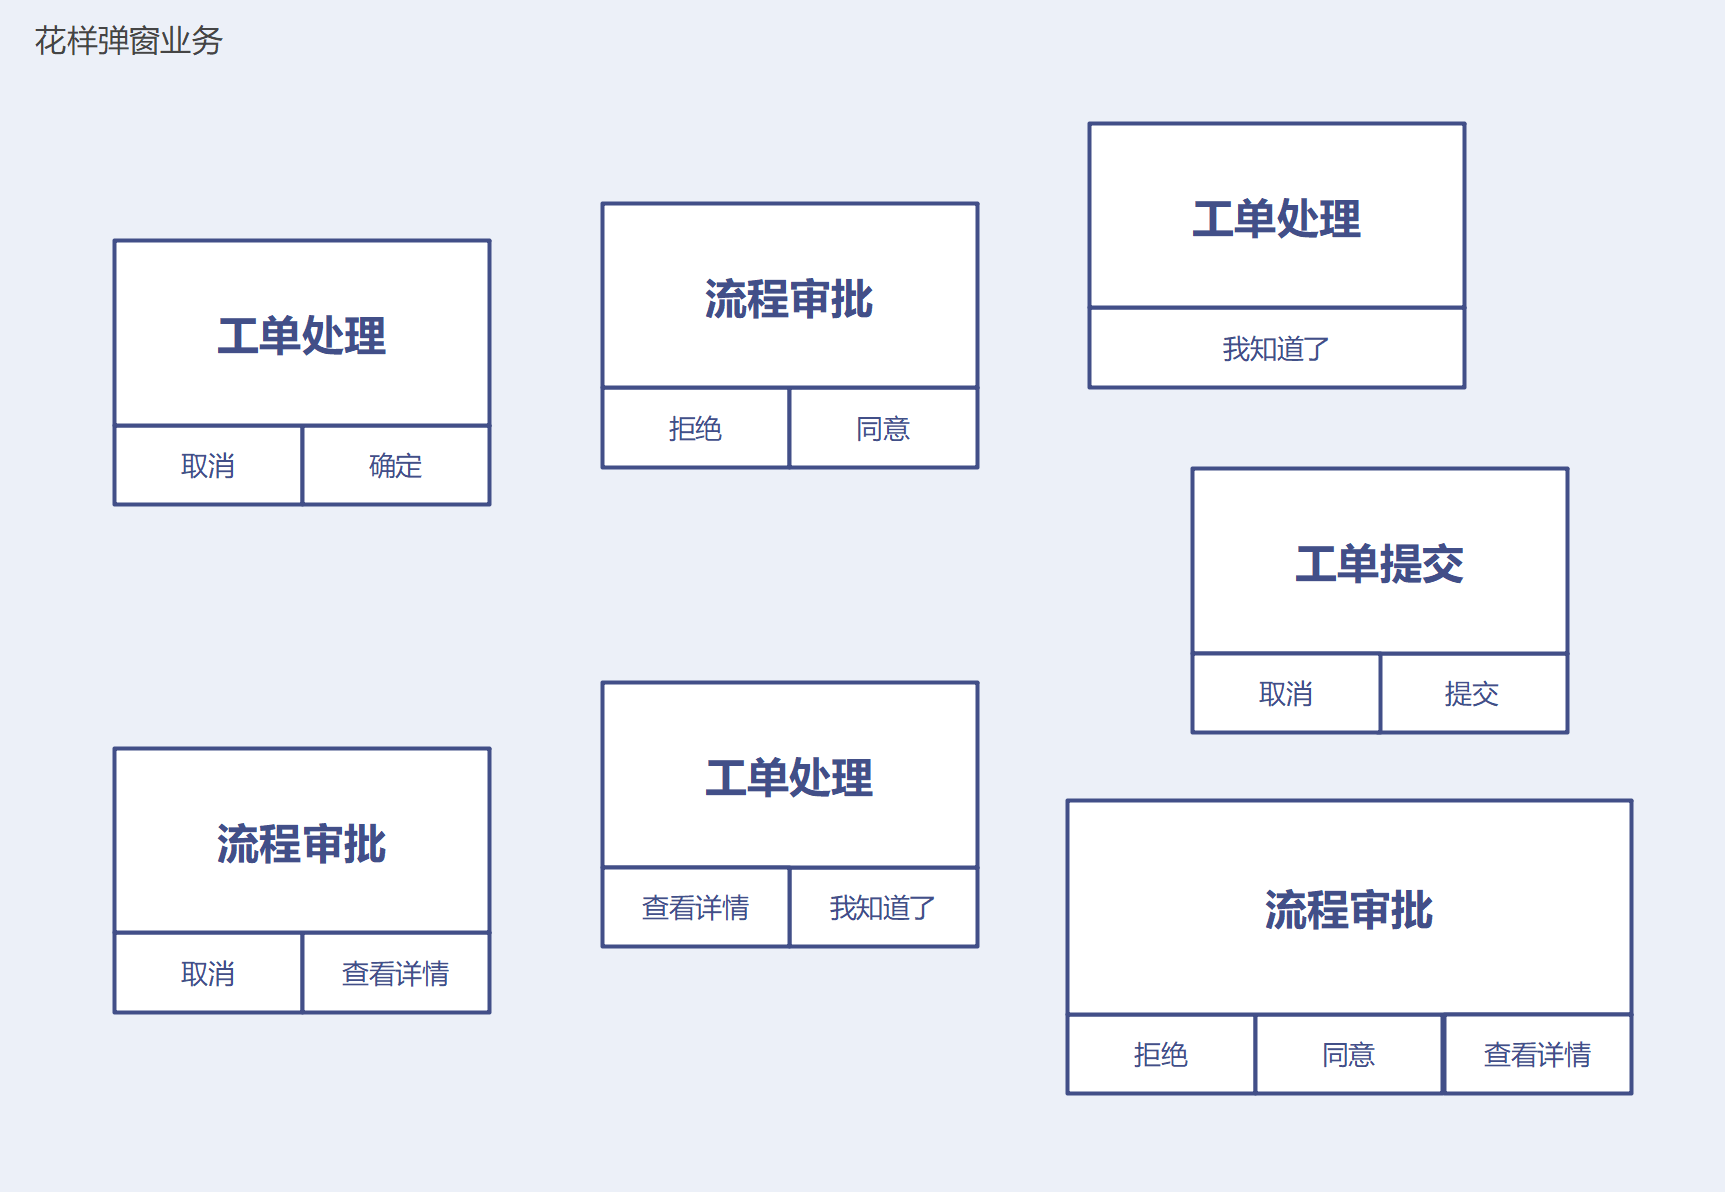 花样弹窗业务
工单处理
取消
确定
流程审批
拒绝
同意
工单处理
我知道了
工单提交
取消
提交
流程审批
取消
查看详情
工单处理
查看详情
我知道了
流程审批
拒绝
同意
查看详情